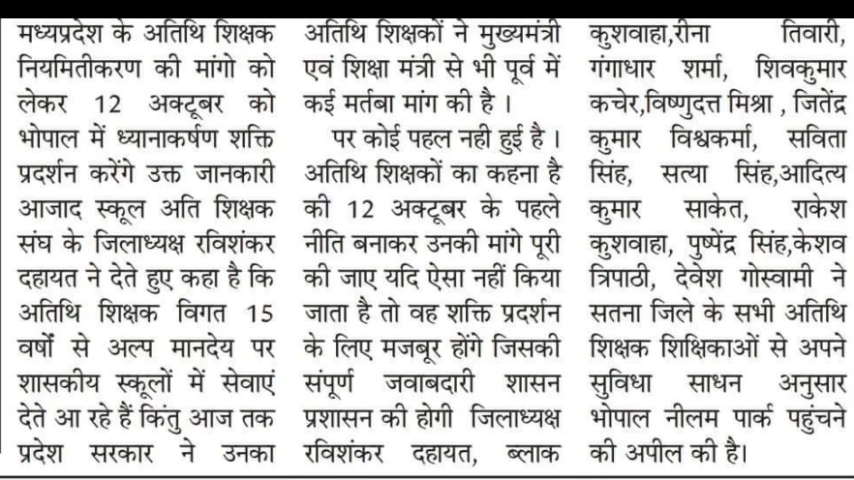 मध्यप्रदेश के अतिथि शिक्षक
नियमितीकरण की मांगो को
लेकर 12 अक्टूबर को
भोपाल में ध्यानाकर्षण शक्ति
प्रदर्शन करेंगे उक्त जानकारी
आजाद स्कूल अति शिक्षक
संघ के जिलाध्यक्ष रविशंकर
दहायत ने देते हुए कहा है कि
अतिथि शिक्षक विगत 15
वर्षों से अल्प मानदेय पर
शासकीय स्कूलों में सेवाएं
देते आ रहे हैं किंतु आज तक
प्रदेश सरकार ने उनका
अतिथि शिक्षकों ने मुख्यमंत्री
एवं शिक्षा मंत्री से भी पूर्व में
कई मर्तबा मांग की है ।
पर कोई पहल नही हुई है ।
अतिथि शिक्षकों का कहना है
की 12 अक्टूबर के पहले
नीति बनाकर उनकी मांगे पूरी
की जाए यदि ऐसा नहीं किया
जाता है तो वह शक्ति प्रदर्शन
के लिए मजबूर होंगे जिसकी
संपूर्ण जवाबदारी शासन
प्रशासन की होगी जिलाध्यक्ष
रविशंकर दहायत, ब्लाक
कुशवाहा,रीना तिवारी,
गंगाधार शर्मा, शिवकुमार
कचेर,विष्णुदत्त मिश्रा , जितेंद्र
कुमार विश्वकर्मा, सविता
सिंह, सत्या सिंह,आदित्य
कुमार साकेत, राकेश
कुशवाहा, पुष्पेंद्र सिंह,केशव
त्रिपाठी, देवेश गोस्वामी ने
सतना जिले के सभी अतिथि
शिक्षक शिक्षिकाओं से अपने
सुविधा साधन अनुसार
भोपाल नीलम पार्क पहुंचने
की अपील की है।